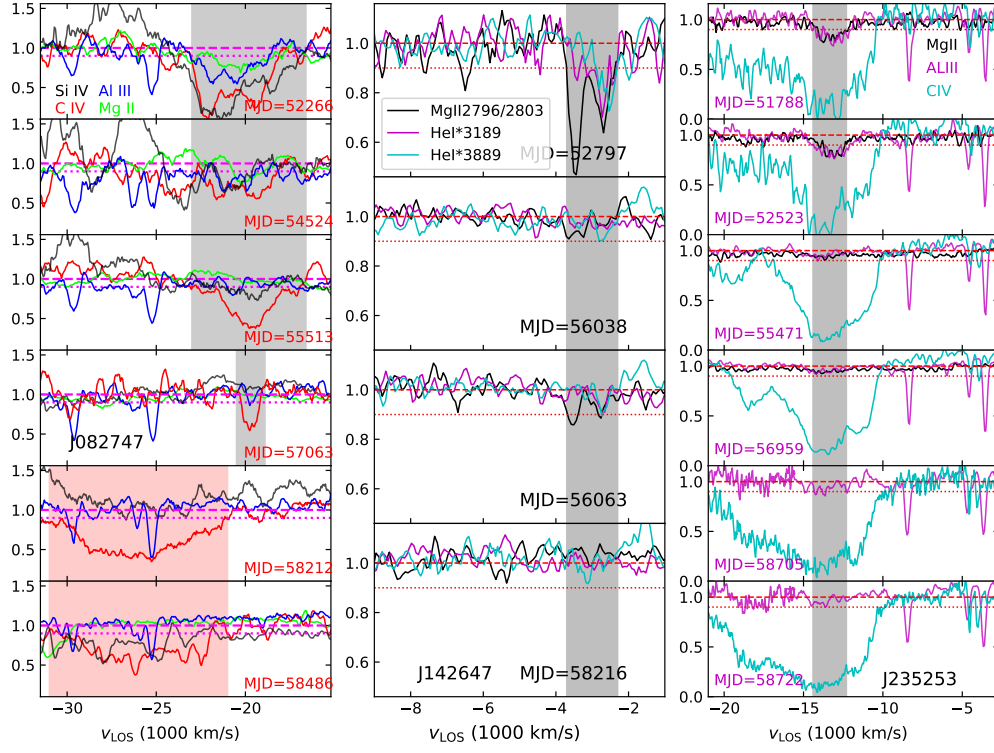 1.5
1.0
0.5
Si IV Al III
C IV Mg II
MJD=52266
1.5
1.0
0.5
MJD=54524
1.5
1.0
0.5
MJD=55513
1.5
1.0
0.5
J082747
MJD=57063
1.5
1.0
0.5
MJD=58212
1.5
1.0
0.5
MJD=58486
−30 −25 −20 −15
vLOS (1000 km/s)
1.0
0.8
0.6
MgII2796/2803
HeI*3189
HeI*3889
MJD=52797
1.0
0.8
0.6
MJD=56038
1.0
0.8
0.6
MJD=56063
1.0
0.8
0.6
J142647 MJD=58216
−8 −6 −4 −2
vLOS (1000 km/s)
1.0
0.5
0.0
MgII
ALIII
CIV
MJD=51788
1.0
0.5
0.0
MJD=52523
1.0
0.5
0.0
MJD=55471
1.0
0.5
0.0
MJD=56959
1.0
0.5
0.0
MJD=58705
1.0
0.5
0.0
MJD=58722
J235253
−20 −15 −10 −5
vLOS (1000 km/s)